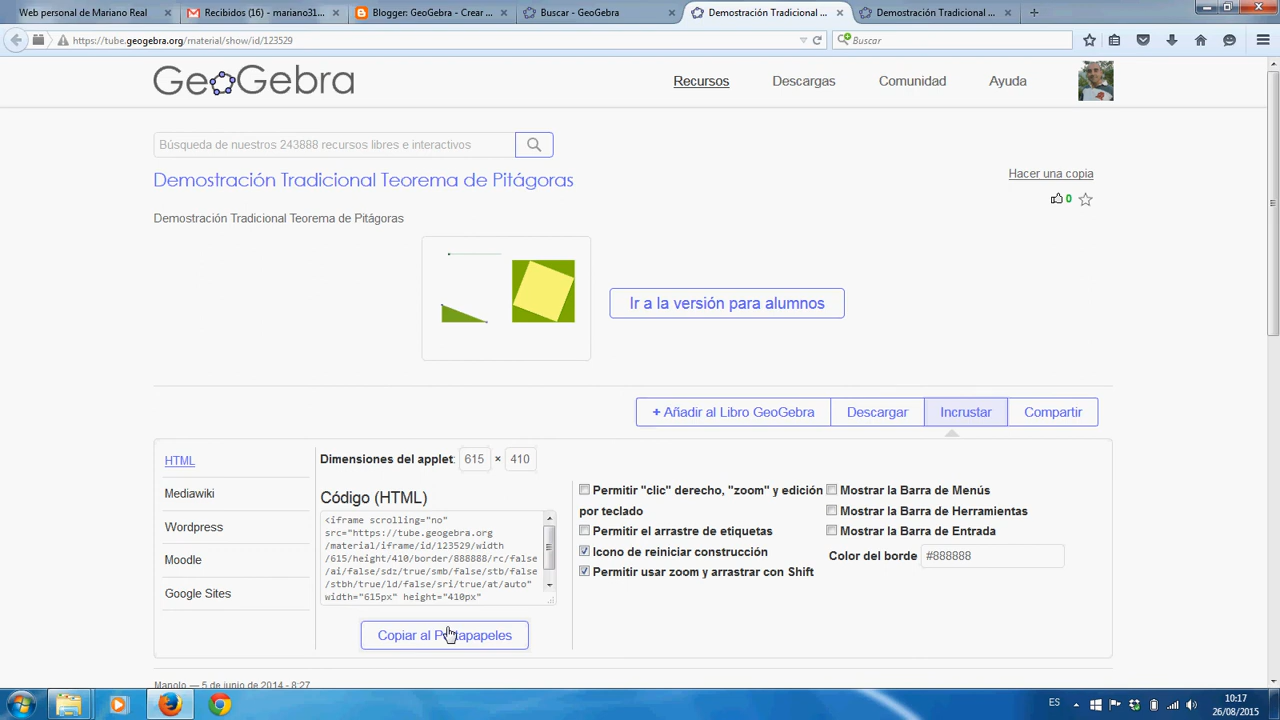 Web personal de Mariano Real
Recibidos (16) - mariano31...
Blogger: GeoGebra - Crear ...
Buscar - GeoGebra
Demostración Tradicional ...
Demostración Tradicional ...
https://tube.geogebra.org/material/show/id/123529
Buscar
GeoGebra
Recursos
Descargas
Comunidad
Ayuda
Búsqueda de nuestros 243888 recursos libres e interactivos
Demostración Tradicional Teorema de Pitágoras
Hacer una copia
0
Demostración Tradicional Teorema de Pitágoras
Ir a la versión para alumnos
+ Añadir al Libro GeoGebra
Descargar
Incrustar
Compartir
HTML
Mediawiki
Wordpress
Moodle
Google Sites
Dimensiones del applet: 615 × 410
Código (HTML)
<iframe scrolling="no"
src="https://tube.geogebra.org
/material/iframe/id/123529/width
/615/height/410/border/888888/rc/false
/ai/false/sdz/true/smb/false/stb/false
/stbh/true/ld/false/sri/true/at/auto"
width="615px" height="410px"
Copiar al Portapapeles
Permitir "clic" derecho, "zoom" y edición
por teclado
Permitir el arrastre de etiquetas
Icono de reiniciar construcción
Permitir usar zoom y arrastrar con Shift
Mostrar la Barra de Menús
Mostrar la Barra de Herramientas
Mostrar la Barra de Entrada
Color del borde #888888
Manolo — 5 de junio de 2014 - 8:27
ES
10:17
26/08/2015